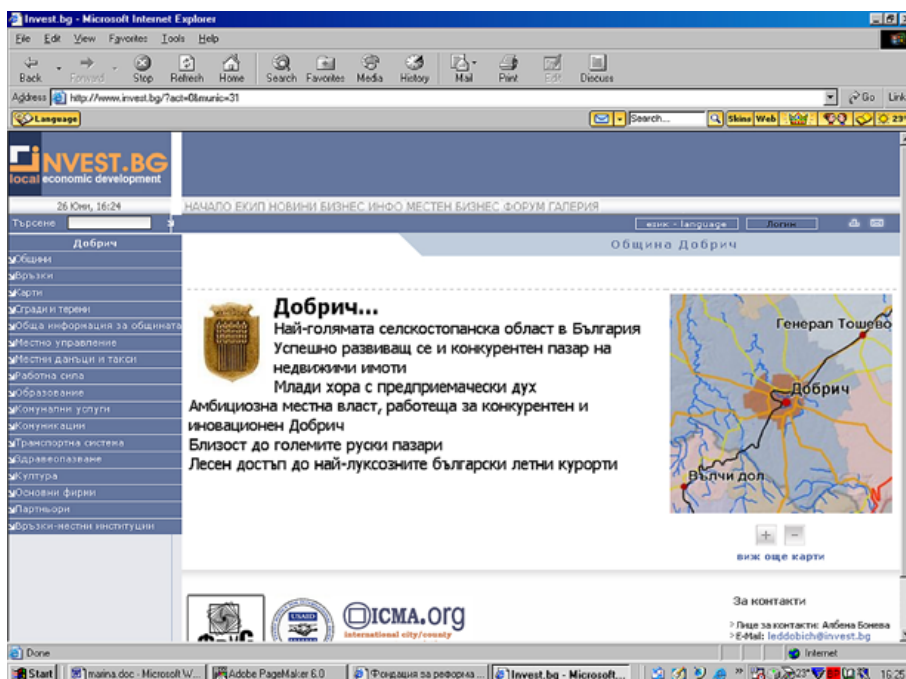 Invest.bg - Microsoft Internet Explorer
File Edit View Favorites Tools Help
Back Forward Stop Refresh Home Search Favorites Media History Mail Print Edit Discuss
Address http://www.invest.bg/?act=0&munic=31 Go Link
Language Search... Skins Web 23°
INVEST.BG
local economic development
26 Юни, 16:24
НАЧАЛО ЕКИП НОВИНИ БИЗНЕС ИНФО МЕСТЕН БИЗНЕС ФОРУМ ГАЛЕРИЯ
Търсене
език - language Логин
Добрич
Община Добрич
Общини
Връзки
Карти
Сгради и терени
Обща информация за общината
Местно управление
Местни данъци и такси
Работна сила
Образование
Комунални услуги
Комуникации
Транспортна система
Здравеопазване
Култура
Основни фирми
Партньори
Връзки-местни институции
Добрич...
Най-голямата селскостопанска област в България
Успешно развиващ се и конкурентен пазар на
недвижими имоти
Млади хора с предприемачески дух
Амбициозна местна власт, работеща за конкурентен и
иновационен Добрич
Близост до големите руски пазари
Лесен достъп до най-луксозните български летни курорти
Генерал Тошево
Добрич
Вълчи дол
виж още карти
USAID
ICMA.org
international city/county
За контакти
Лице за контакти: Албена Бонева
E-Mail: leddobich@invest.bg
Done Internet
Start marina.doc - Microsoft W... Adobe PageMaker 6.0 Фондация за реформа ... Invest.bg - Microsoft... 23° 16:25